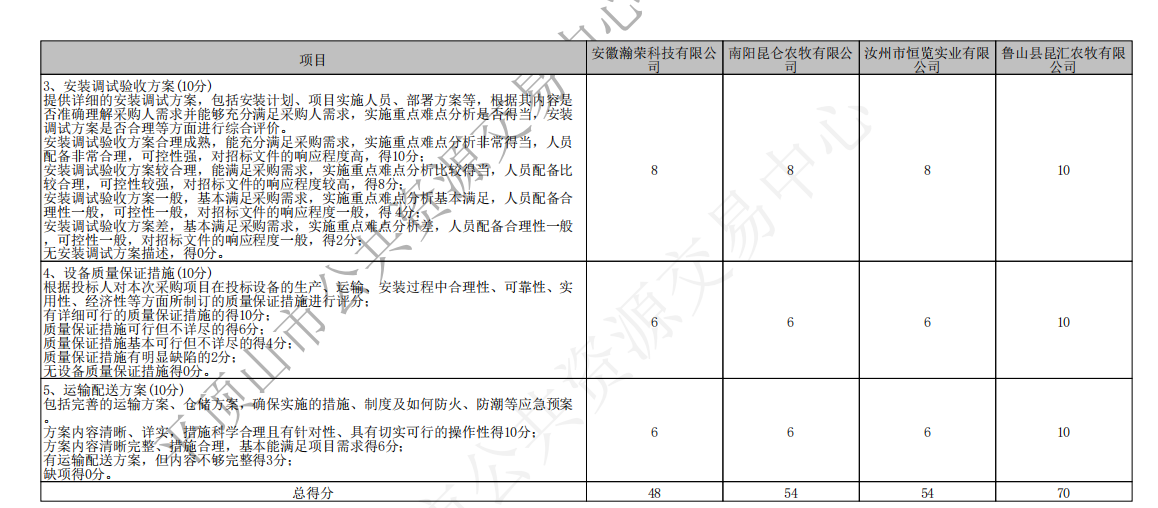 项目
安徽瀚荣科技有限公
司
南阳昆仑农牧有限公
司
汝州市恒览实业有限
公司
鲁山县昆汇农牧有限
公司
3、安装调试验收方案(10分)
提供详细的安装调试方案，包括安装计划、项目实施人员、部署方案等，根据其内容是
否准确理解采购人需求并能够充分满足采购人需求，实施重点难点分析是否得当，安装
调试方案是否合理等方面进行综合评价。
安装调试验收方案合理成熟，能充分满足采购需求，实施重点难点分析非常得当，人员
配备非常合理，可控性强，对招标文件的响应程度高，得10分；
安装调试验收方案较合理，能满足采购需求，实施重点难点分析比较得当，人员配备比
较合理，可控性较强，对招标文件的响应程度较高，得8分；
安装调试验收方案一般，基本满足采购需求，实施重点难点分析基本满足，人员配备合
理性一般，可控性一般，对招标文件的响应程度一般，得4分；
安装调试验收方案差，基本满足采购需求，实施重点难点分析差，人员配备合理性一般
，可控性一般，对招标文件的响应程度一般，得2分；
无安装调试方案描述，得0分。
8
8
8
10
4、设备质量保证措施(10分)
根据投标人对本次采购项目在投标设备的生产、运输、安装过程中合理性、可靠性、实
用性、经济性等方面所制订的质量保证措施进行评分；
有详细可行的质量保证措施的得10分；
质量保证措施可行但不详尽的得6分；
质量保证措施基本可行但不详尽的得4分；
质量保证措施有明显缺陷的2分；
无设备质量保证措施得0分。
6
6
6
10
5、运输配送方案(10分)
包括完善的运输方案、仓储方案，确保实施的措施、制度及如何防火、防潮等应急预案
。
方案内容清晰、详实，措施科学合理且有针对性、具有切实可行的操作性得10分；
方案内容清晰完整、措施合理，基本能满足项目需求得6分；
有运输配送方案，但内容不够完整得3分；
缺项得0分。
6
6
6
10
总得分
48
54
54
70
平顶山市公共资源交易中心
市公共资源交易中心